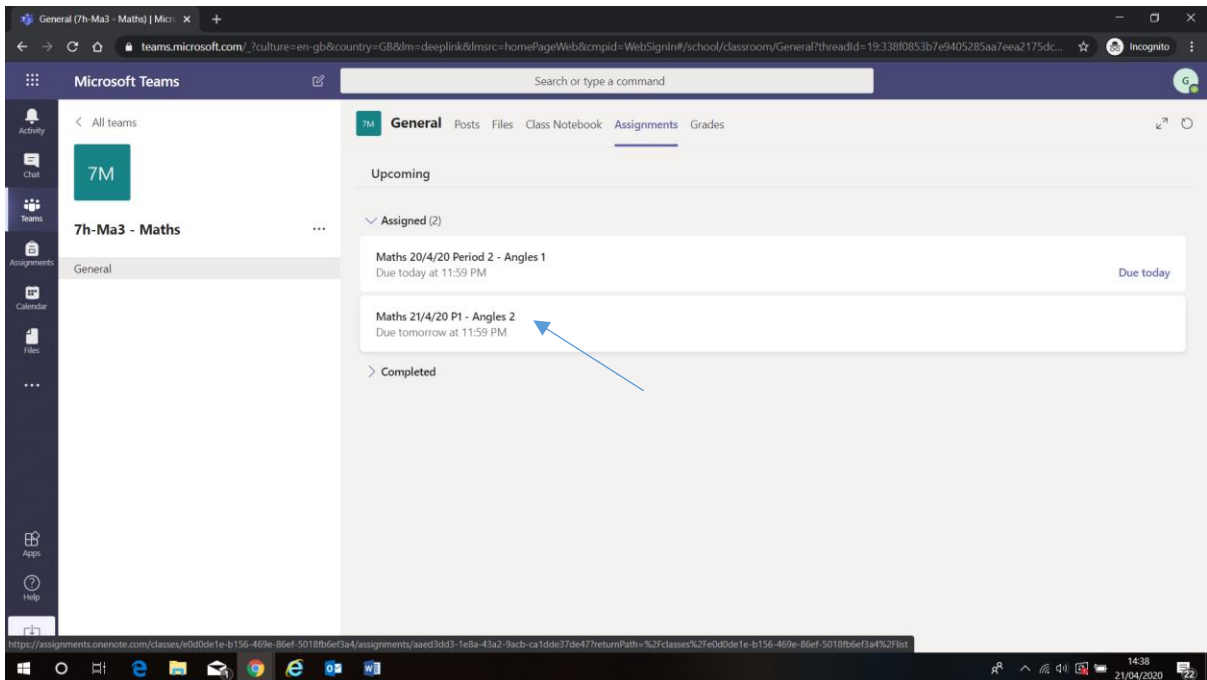 General (7h-Ma3 - Maths) | Micr
teams.microsoft.com/_?culture=en-gb&country=GB&lm=deeplink&lmsrc=homePageWeb&cmpid=WebSignIn#/school/classroom/General?threadId=19:338f0853b7e9405285aa7eea2175dc...
Incognito
Microsoft Teams
Search or type a command
G
Activity
Chat
Teams
Assignments
Calendar
Files
Apps
Help
All teams
7M
7h-Ma3 - Maths
General
7M General Posts Files Class Notebook Assignments Grades
Upcoming
Assigned (2)
Maths 20/4/20 Period 2 - Angles 1
Due today at 11:59 PM
Due today
Maths 21/4/20 P1 - Angles 2
Due tomorrow at 11:59 PM
Completed
https://assignments.onenote.com/classes/e0d0de1e-b156-469e-86ef-5018fb6ef3a4/assignments/aaed3dd3-1e8a-43a2-9acb-ca1dde37de47?returnPath=%2Fclasses%2Fe0d0de1e-b156-469e-86ef-5018fb6ef3a4%2Flist
14:38
21/04/2020
22